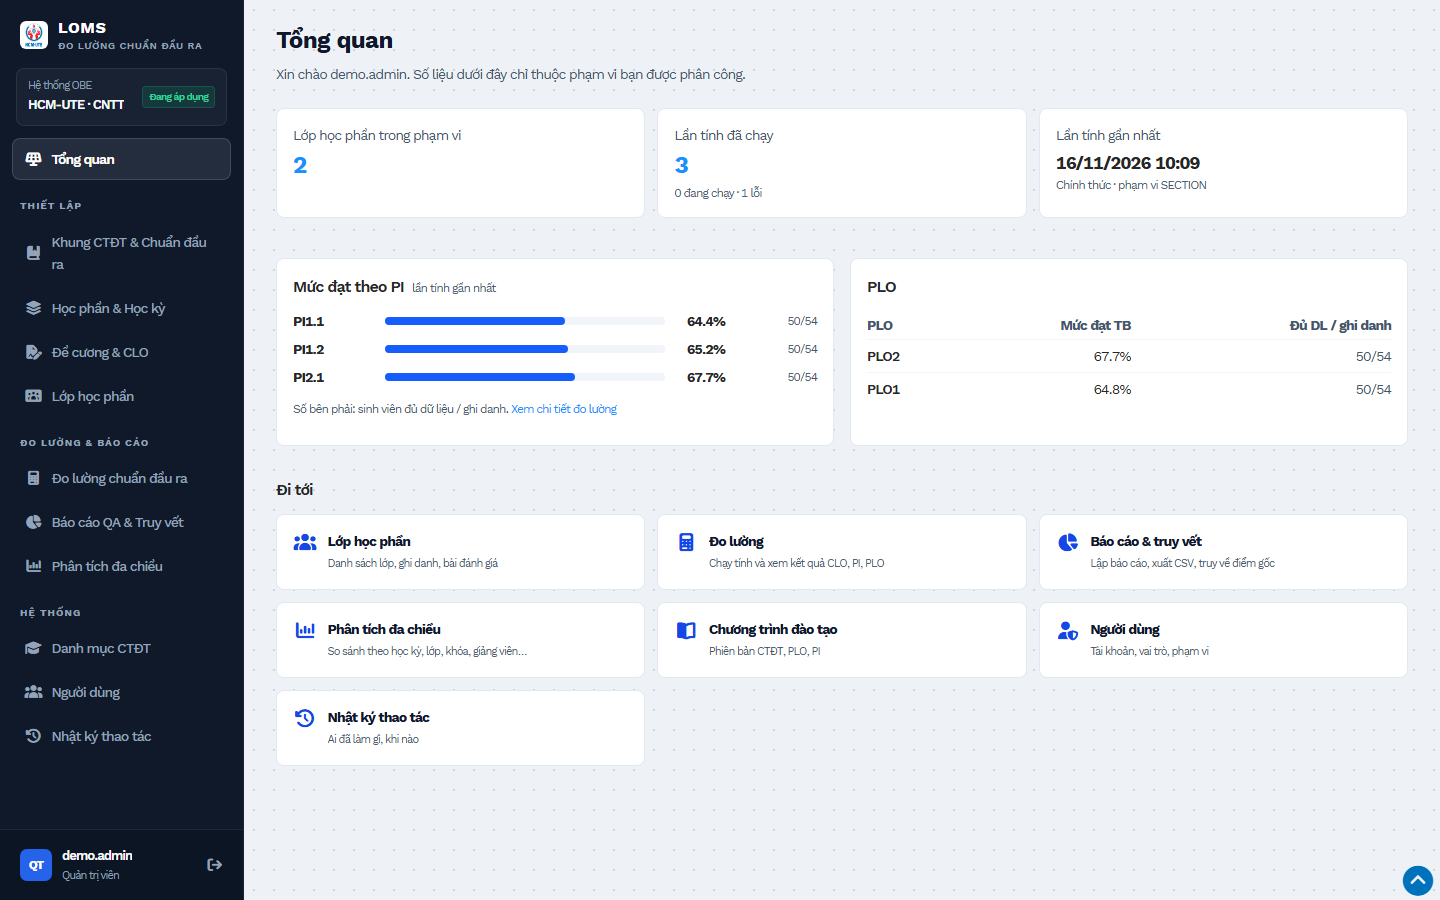 LOMS
ĐO LƯỜNG CHUẨN ĐẦU RA
Hệ thống OBE
HCM-UTE · CNTT
Đang áp dụng
Tổng quan
THIẾT LẬP
Khung CTĐT & Chuẩn đầu
ra
Học phần & Học kỳ
Đề cương & CLO
Lớp học phần
ĐO LƯỜNG & BÁO CÁO
Đo lường chuẩn đầu ra
Báo cáo QA & Truy vết
Phân tích đa chiều
HỆ THỐNG
Danh mục CTĐT
Người dùng
Nhật ký thao tác
QT
demo.admin
Quản trị viên
Tổng quan
Xin chào demo.admin. Số liệu dưới đây chỉ thuộc phạm vi bạn được phân công.
Lớp học phần trong phạm vi
2
Lần tính đã chạy
3
0 đang chạy · 1 lỗi
Lần tính gần nhất
16/11/2026 10:09
Chính thức · phạm vi SECTION
Mức đạt theo PI lần tính gần nhất
PI1.1 64.4% 50/54
PI1.2 65.2% 50/54
PI2.1 67.7% 50/54
Số bên phải: sinh viên đủ dữ liệu / ghi danh. Xem chi tiết đo lường
PLO
PLO Mức đạt TB Đủ DL / ghi danh
PLO2 67.7% 50/54
PLO1 64.8% 50/54
Đi tới
Lớp học phần
Danh sách lớp, ghi danh, bài đánh giá
Đo lường
Chạy tính và xem kết quả CLO, PI, PLO
Báo cáo & truy vết
Lập báo cáo, xuất CSV, truy về điểm gốc
Phân tích đa chiều
So sánh theo học kỳ, lớp, khóa, giảng viên...
Chương trình đào tạo
Phiên bản CTĐT, PLO, PI
Người dùng
Tài khoản, vai trò, phạm vi
Nhật ký thao tác
Ai đã làm gì, khi nào